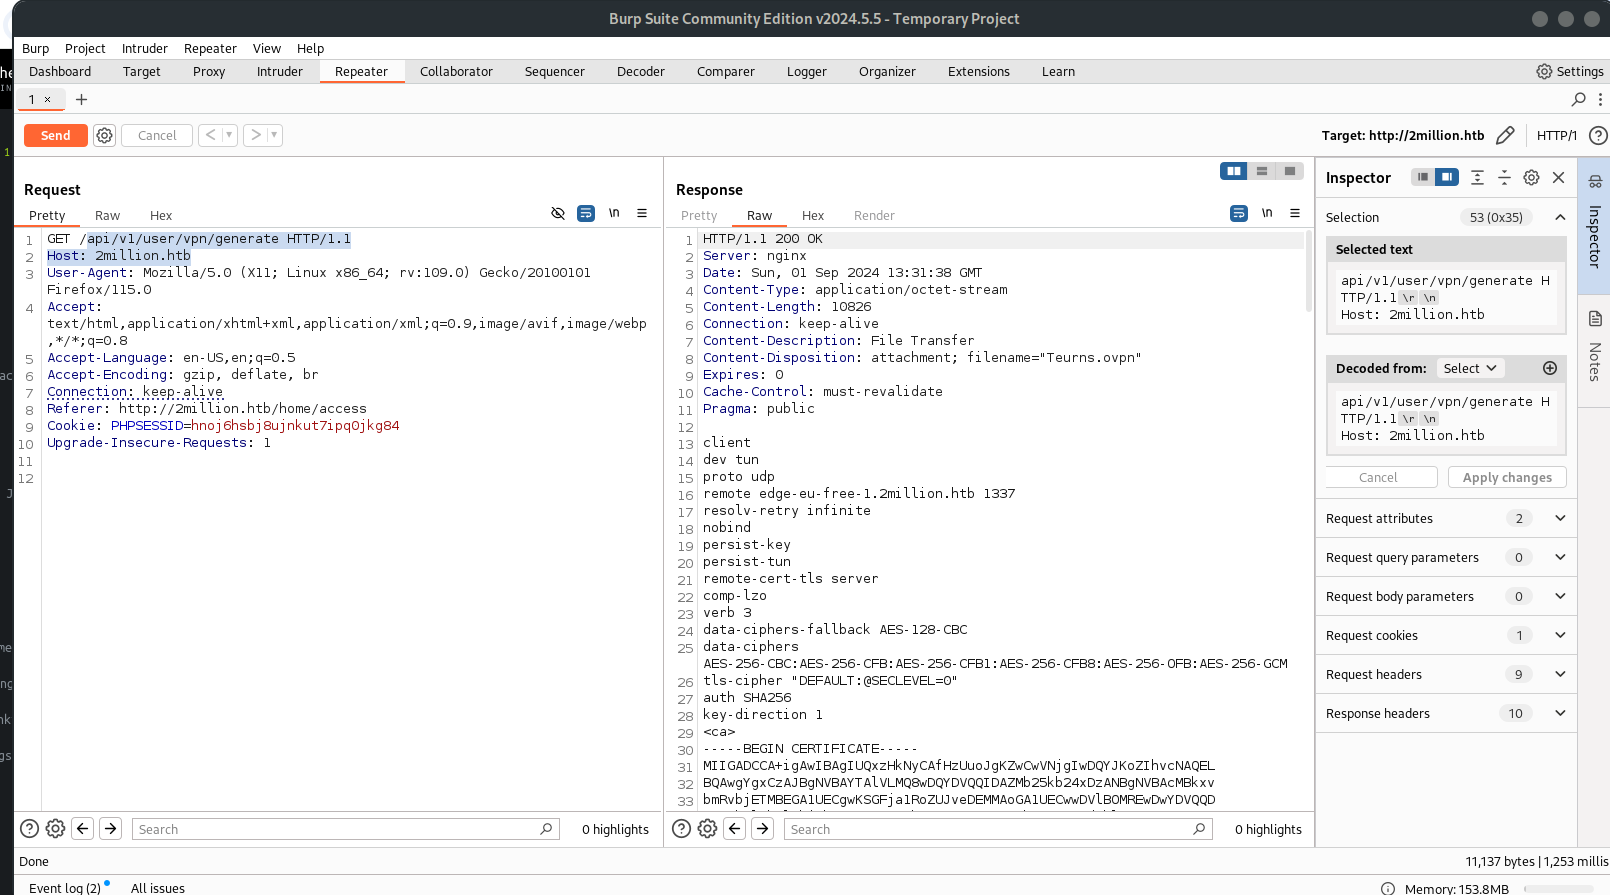 Burp Suite Community Edition v2024.5.5 - Temporary Project
Burp Project Intruder Repeater View Help
Dashboard Target Proxy Intruder Repeater Collaborator Sequencer Decoder Comparer Logger Organizer Extensions Learn Settings
1 × +
Send Cancel < >
Target: http://2million.htb HTTP/1
Request
Pretty Raw Hex \n
1 GET /api/v1/user/vpn/generate HTTP/1.1
2 Host: 2million.htb
3 User-Agent: Mozilla/5.0 (X11; Linux x86_64; rv:109.0) Gecko/20100101
Firefox/115.0
4 Accept:
text/html,application/xhtml+xml,application/xml;q=0.9,image/avif,image/webp
,*/*;q=0.8
5 Accept-Language: en-US,en;q=0.5
6 Accept-Encoding: gzip, deflate, br
7 Connection: keep-alive
8 Referer: http://2million.htb/home/access
9 Cookie: PHPSESSID=hnoj6hsbj8ujnkut7ipq0jkg84
10 Upgrade-Insecure-Requests: 1
11
12
Search
0 highlights
Response
Pretty Raw Hex Render \n
1 HTTP/1.1 200 OK
2 Server: nginx
3 Date: Sun, 01 Sep 2024 13:31:38 GMT
4 Content-Type: application/octet-stream
5 Content-Length: 10826
6 Connection: keep-alive
7 Content-Description: File Transfer
8 Content-Disposition: attachment; filename="Teurns.ovpn"
9 Expires: 0
10 Cache-Control: must-revalidate
11 Pragma: public
12
13 client
14 dev tun
15 proto udp
16 remote edge-eu-free-1.2million.htb 1337
17 resolv-retry infinite
18 nobind
19 persist-key
20 persist-tun
21 remote-cert-tls server
22 comp-lzo
23 verb 3
24 data-ciphers-fallback AES-128-CBC
25 data-ciphers
AES-256-CBC:AES-256-CFB:AES-256-CFB1:AES-256-CFB8:AES-256-OFB:AES-256-GCM
26 tls-cipher "DEFAULT:@SECLEVEL=0"
27 auth SHA256
28 key-direction 1
29 <ca>
30 -----BEGIN CERTIFICATE-----
31 MIIGADCCA+igAwIBAgIUQxzHkNyCAfHzUuoJgKZwCwVNjgIwDQYJKoZIhvcNAQEL
32 BQAwgYgxCzAJBgNVBAYTAlVLMQ8wDQYDVQQIDAZMb25kb24xDzANBgNVBAcMBkxv
33 bmRvbjETMBEGA1UECgwKSGFja1RoZUJveDEMMAoGA1UECwwDVlBOMREwDwYDVQQD
Search
0 highlights
Inspector
Selection 53 (0x35)
Selected text
api/v1/user/vpn/generate H
TTP/1.1 \r \n
Host: 2million.htb
Decoded from: Select
api/v1/user/vpn/generate H
TTP/1.1 \r \n
Host: 2million.htb
Cancel Apply changes
Request attributes 2
Request query parameters 0
Request body parameters 0
Request cookies 1
Request headers 9
Response headers 10
Inspector
Notes
Done
11,137 bytes | 1,253 millis
Event log (2) All issues
Memory: 153.8MB